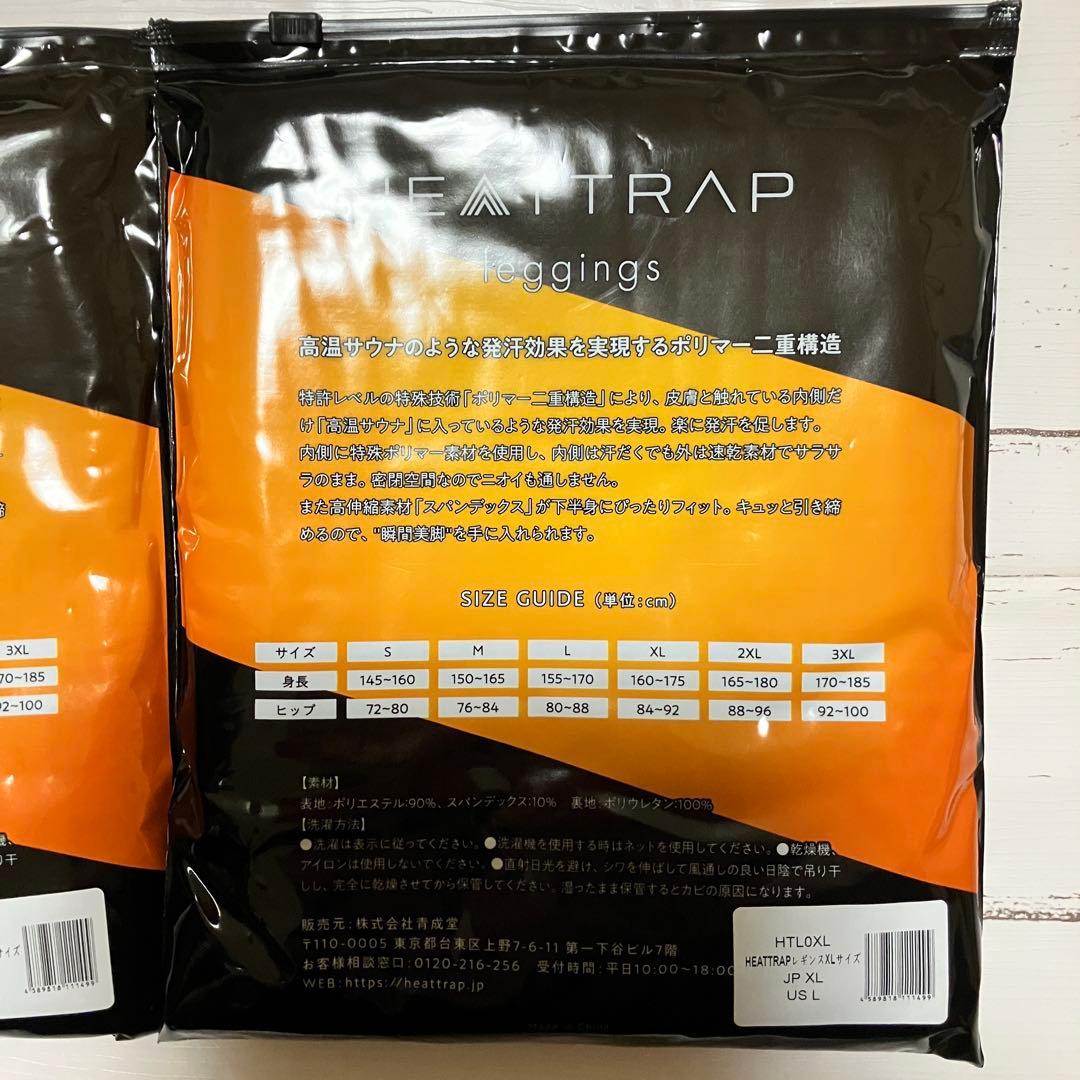 HEATTRAP
leggings
高温サウナのような発汗効果を実現するポリマー二重構造
特許レベルの特殊技術「ポリマー二重構造」により、皮膚と触れている内側だ
け「高温サウナ」に入っているような発汗効果を実現。楽に発汗を促します。
内側に特殊ポリマー素材を使用し、内側は汗だくでも外は速乾素材でサラサ
ラのまま。密閉空間なのでニオイも通しません。
また高伸縮素材「スパンデックス」が下半身にぴったりフィット。キュッと引き締
めるので、"瞬間美脚"を手に入れられます。
SIZE GUIDE（単位:cm）
サイズ S M L XL 2XL 3XL
身長 145~160 150~165 155~170 160~175 165~180 170~185
ヒップ 72~80 76~84 80~88 84~92 88~96 92~100
【素材】
表地:ポリエステル:90%、スパンデックス:10% 裏地:ポリウレタン:100%
【洗濯方法】
●洗濯は表示に従ってください。●洗濯機を使用する時はネットを使用してください。●乾燥機、
アイロンは使用しないでください。●直射日光を避け、シワを伸ばして風通しの良い日陰で吊り干
しし、完全に乾燥させてから保管してください。湿ったまま保管するとカビの原因になります。
販売元:株式会社青成堂
〒110-0005 東京都台東区上野7-6-11 第一下谷ビル7階
お客様相談窓口:0120-216-256 受付時間:平日10:00~18:00
WEB:https://heattrap.jp
Made in China
HTL0XL
HEATTRAPレギンスXLサイズ
JP XL
US L
4 589818 111499
3XL
170~185
92~100
り干
イズ
4 589818 111499